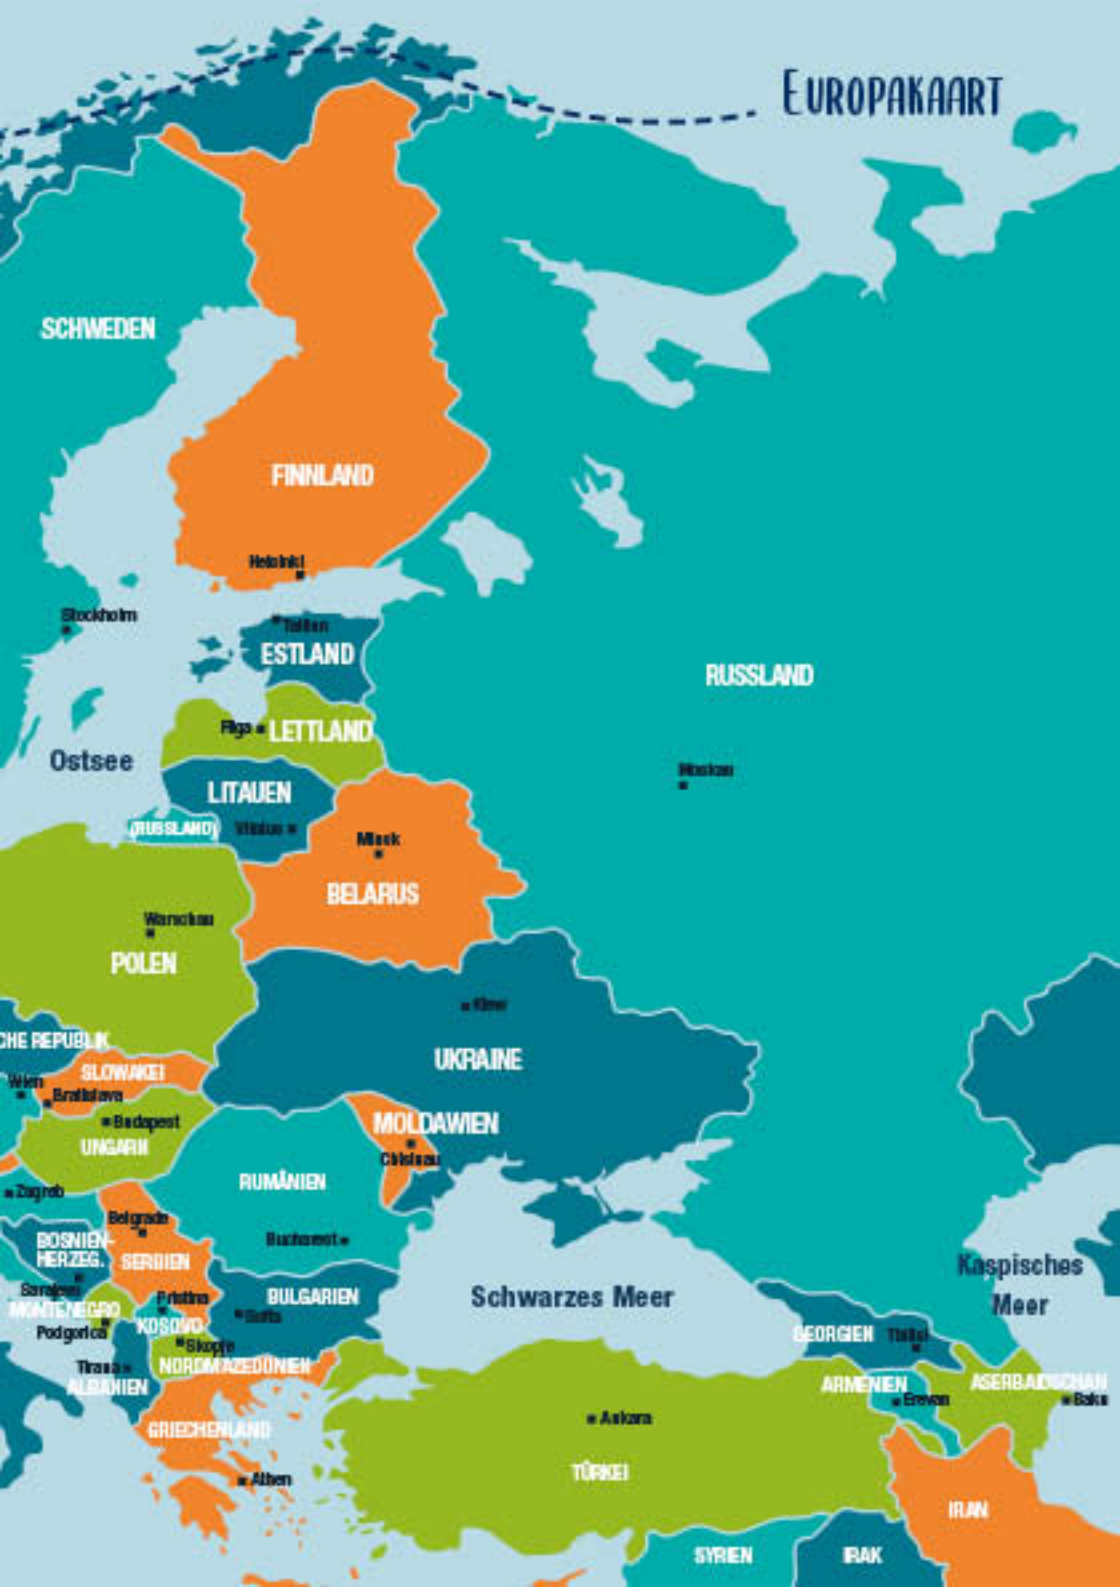 EUROPAKAART
SCHWEDEN
FINNLAND
Helsinki
Stockholm
Tallinn
ESTLAND
RUSSLAND
Riga
LETTLAND
Ostsee
Moskau
LITAUEN
(RUSSLAND)
Vilnius
Minsk
BELARUS
Warschau
POLEN
Kiew
CHE REPUBLIK
UKRAINE
SLOWAKEI
Wien
Bratislava
Budapest
MOLDAWIEN
UNGARN
Chisinau
RUMÄNIEN
Zagreb
Belgrade
Bucharest
BOSNIEN-
HERZEG.
SERBIEN
Kaspisches
Meer
Sarajewo
Pristina
BULGARIEN
Schwarzes Meer
MONTENEGRO
Sofia
Podgorica
KOSOVO
GEORGIEN
Tbilisi
Skopje
Tirana
NORDMAZEDONIEN
ALBANIEN
ARMENIEN
ASERBAIDSCHAN
Erevan
Baku
Ankara
GRIECHENLAND
Athen
TÜRKEI
IRAN
SYRIEN
IRAK